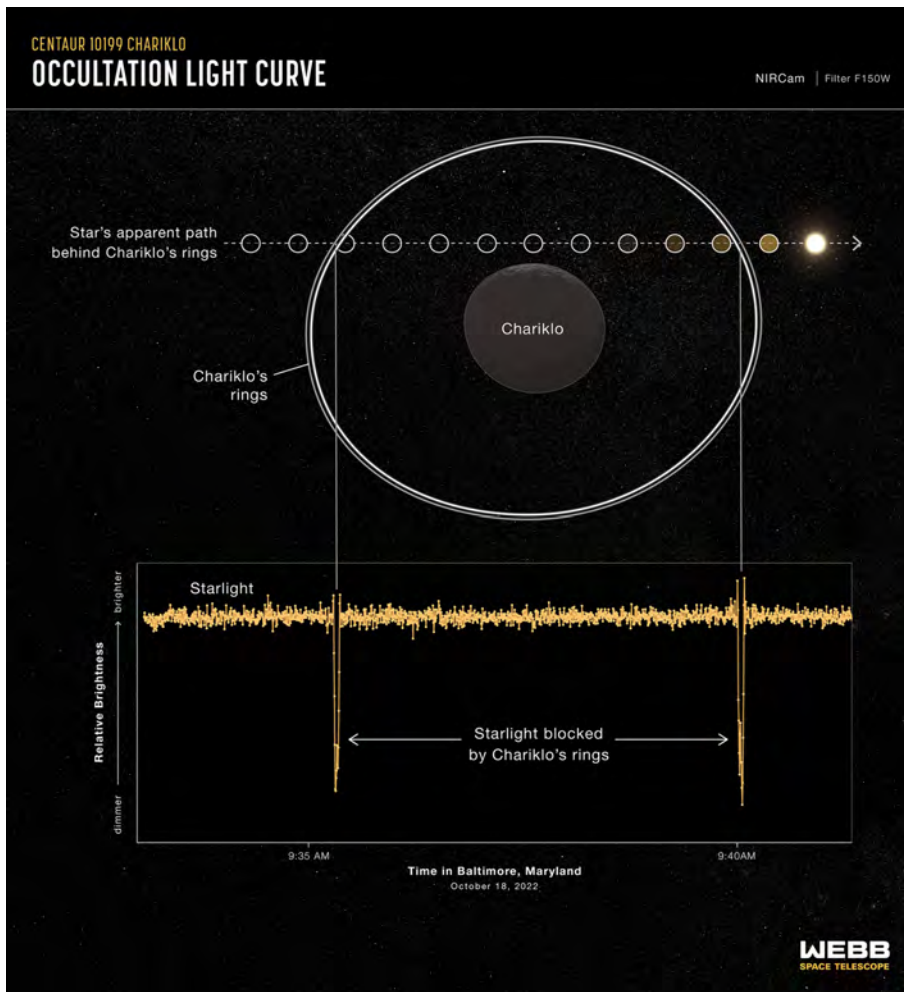 CENTAUR 10199 CHARIKLO
OCCULTATION LIGHT CURVE
NIRCam | Filter F150W
Star's apparent path
behind Chariklo's rings
Chariklo
Chariklo's
rings
Starlight
brighter
Relative Brightness
dimmer
Starlight blocked
by Chariklo's rings
9:35 AM
9:40AM
Time in Baltimore, Maryland
October 18, 2022
WEBB
SPACE TELESCOPE